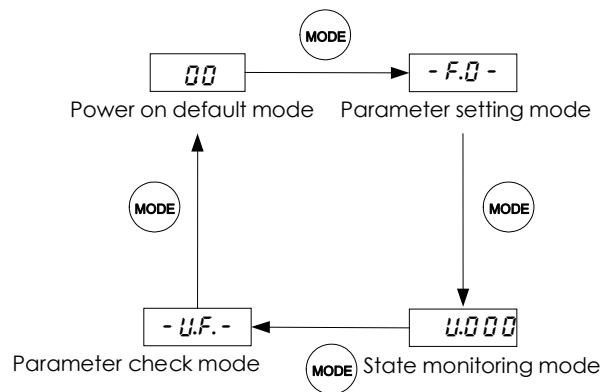 MODE
00
- F.0 -
Power on default mode
Parameter setting mode
MODE
MODE
- U.F. -
U.000
Parameter check mode
MODE
State monitoring mode